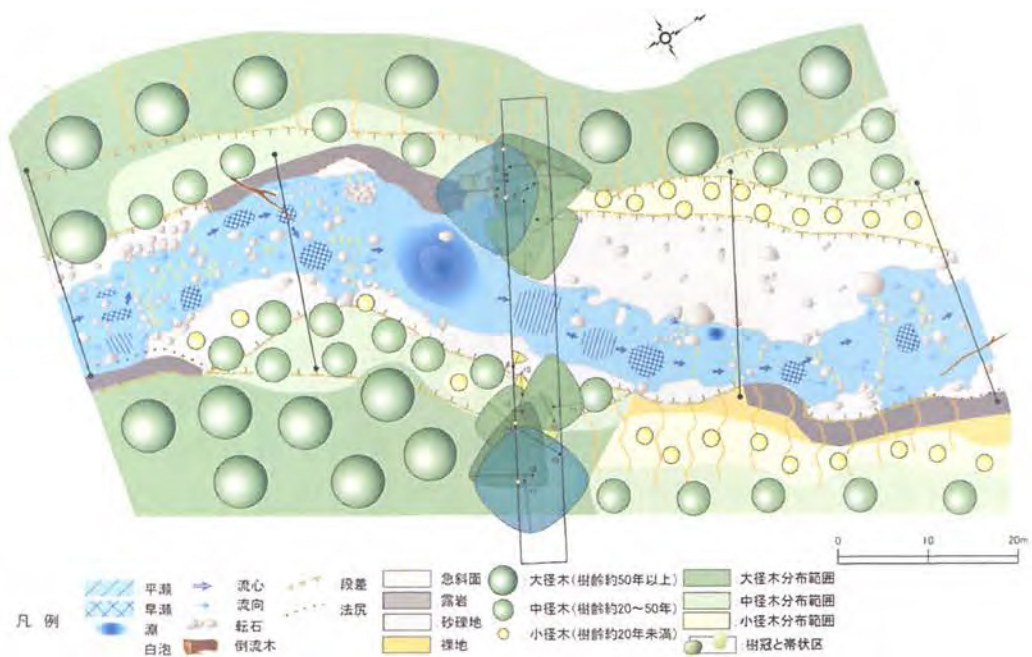 0 10 20m
凡例
平瀬
早瀬
淵
白泡
流心
流向
転石
倒流木
段差
法尻
急斜面
露岩
砂礫地
裸地
大径木(樹齢約50年以上)
中径木(樹齢約20～50年)
小径木(樹齢約20年未満)
大径木分布範囲
中径木分布範囲
小径木分布範囲
樹冠と帯状区